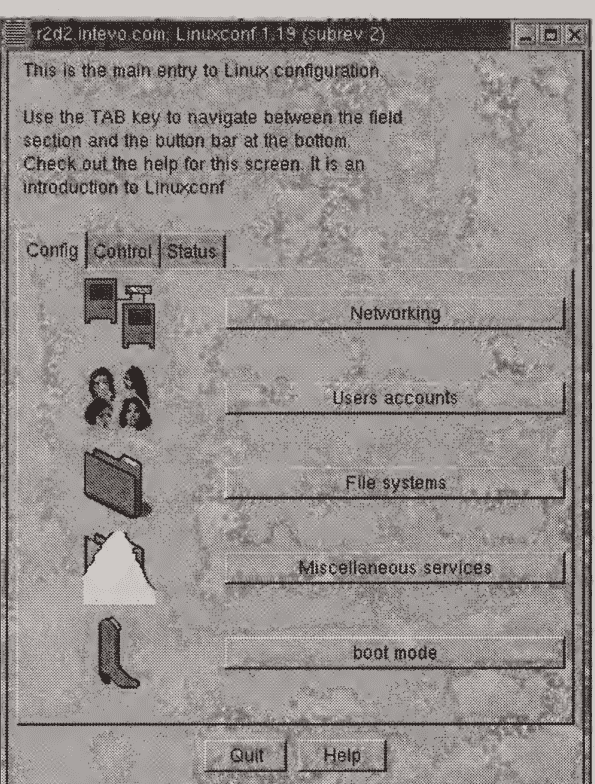 r2d2.intevo.com: Linuxconf 1.19 (subrev 2)
This is the main entry to Linux configuration.
Use the TAB key to navigate between the field
section and the button bar at the bottom.
Check out the help for this screen. It is an
introduction to Linuxconf
Config Control Status
Networking
Users accounts
File systems
Miscellaneous services
boot mode
Quit Help